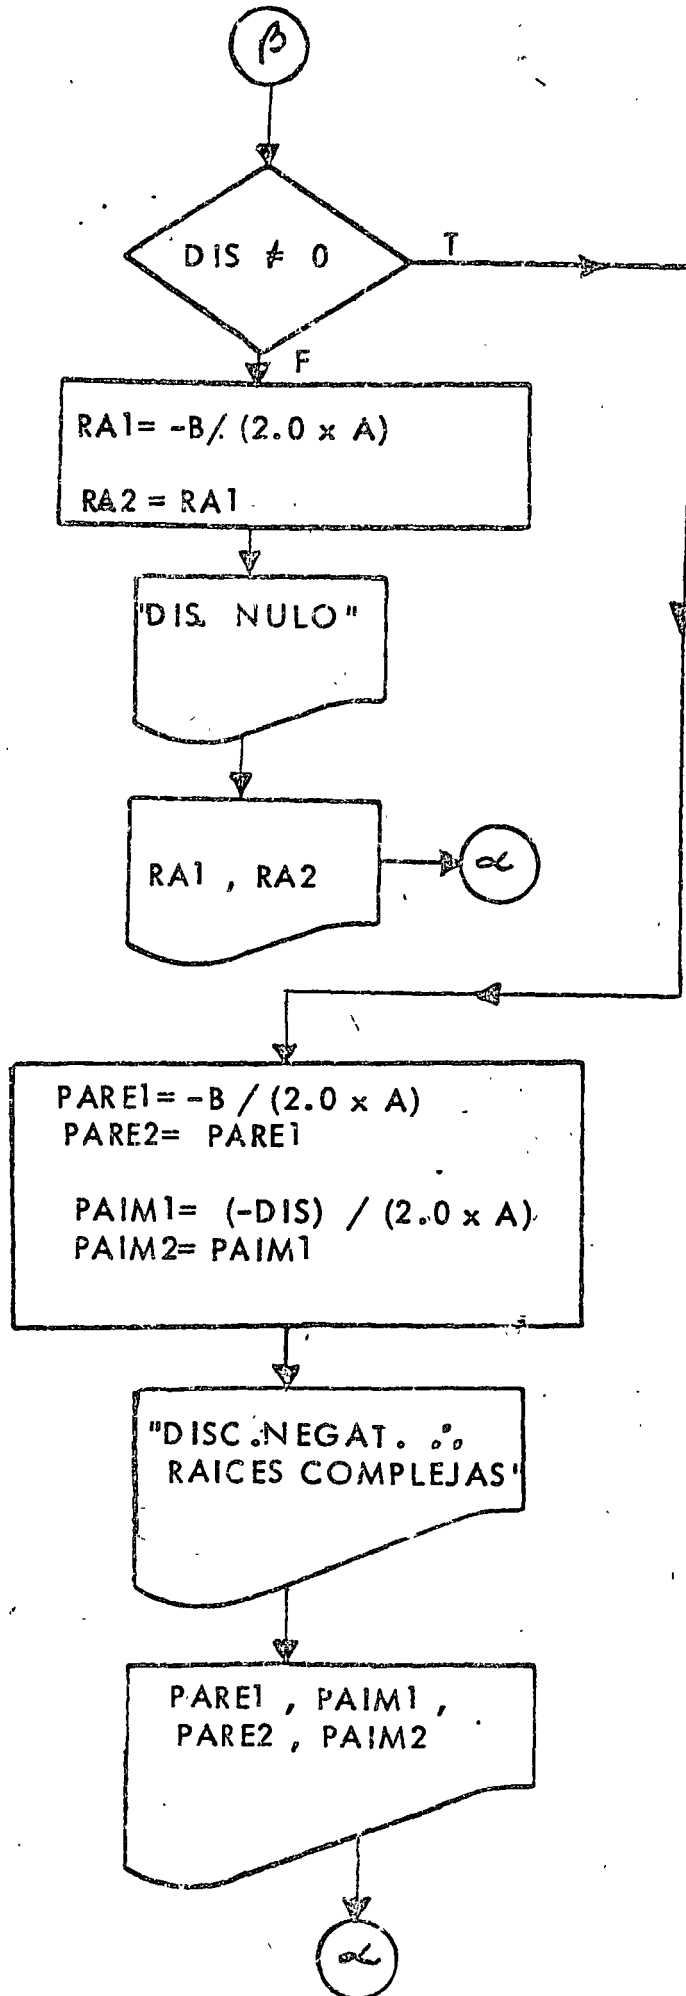 β
DIS ≠ 0
T
F
RA1= -B/ (2.0 x A)
RA2 = RA1
"DIS. NULO"
RA1 , RA2
α
PARE1= -B / (2.0 x A)
PARE2= PARE1
PAIM1= (-DIS) / (2.0 x A)
PAIM2= PAIM1
"DISC.NEGAT. ∴
RAICES COMPLEJAS"
PARE1 , PAIM1 ,
PARE2 , PAIM2
α